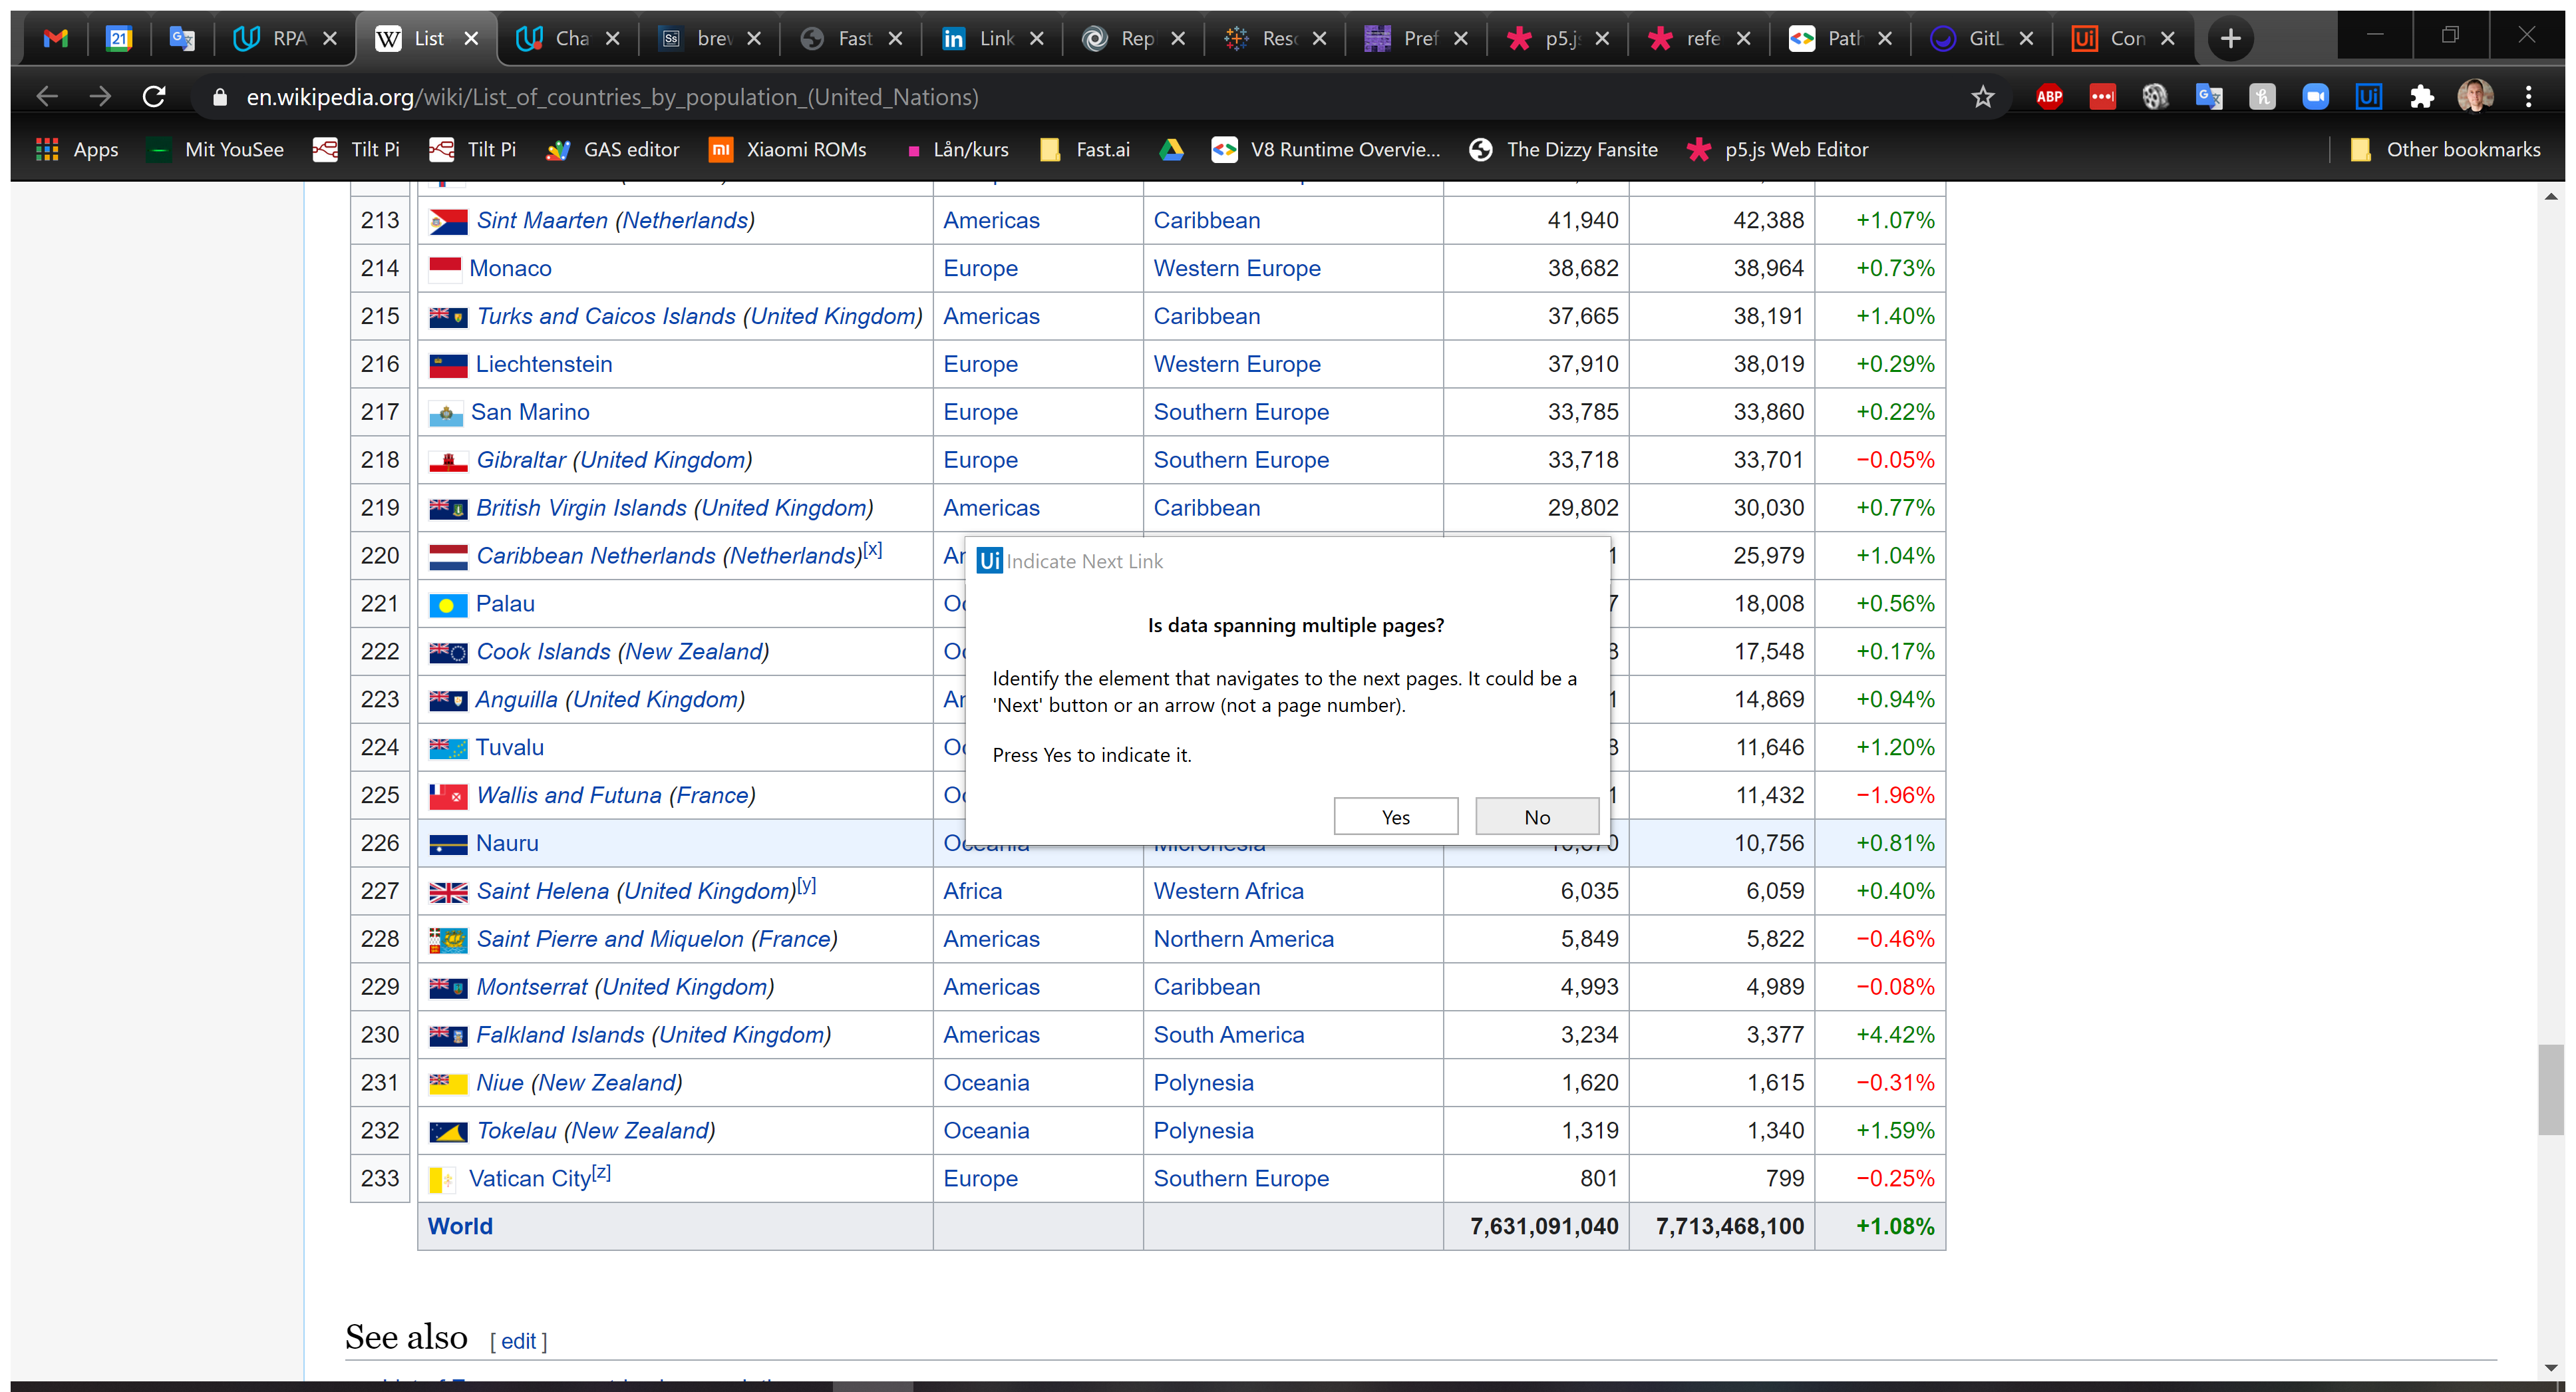 21 RPA List Cha Ss brev Fast in Link Rep Reso Pref p5.js refe Path GitL Ui Con
en.wikipedia.org/wiki/List_of_countries_by_population_(United_Nations) ABP Ui
Apps Mit YouSee Tilt Pi Tilt Pi GAS editor mi Xiaomi ROMs Lån/kurs Fast.ai V8 Runtime Overvie... The Dizzy Fansite p5.js Web Editor Other bookmarks
213 Sint Maarten (Netherlands) Americas Caribbean 41,940 42,388 +1.07%
214 Monaco Europe Western Europe 38,682 38,964 +0.73%
215 Turks and Caicos Islands (United Kingdom) Americas Caribbean 37,665 38,191 +1.40%
216 Liechtenstein Europe Western Europe 37,910 38,019 +0.29%
217 San Marino Europe Southern Europe 33,785 33,860 +0.22%
218 Gibraltar (United Kingdom) Europe Southern Europe 33,718 33,701 −0.05%
219 British Virgin Islands (United Kingdom) Americas Caribbean 29,802 30,030 +0.77%
220 Caribbean Netherlands (Netherlands)[x] 25,979 +1.04%
221 Palau 18,008 +0.56%
222 Cook Islands (New Zealand) 17,548 +0.17%
223 Anguilla (United Kingdom) 14,869 +0.94%
224 Tuvalu 11,646 +1.20%
225 Wallis and Futuna (France) 11,432 −1.96%
226 Nauru Oceania Micronesia 10,670 10,756 +0.81%
Ui Indicate Next Link
Is data spanning multiple pages?
Identify the element that navigates to the next pages. It could be a
'Next' button or an arrow (not a page number).
Press Yes to indicate it.
Yes No
227 Saint Helena (United Kingdom)[y] Africa Western Africa 6,035 6,059 +0.40%
228 Saint Pierre and Miquelon (France) Americas Northern America 5,849 5,822 −0.46%
229 Montserrat (United Kingdom) Americas Caribbean 4,993 4,989 −0.08%
230 Falkland Islands (United Kingdom) Americas South America 3,234 3,377 +4.42%
231 Niue (New Zealand) Oceania Polynesia 1,620 1,615 −0.31%
232 Tokelau (New Zealand) Oceania Polynesia 1,319 1,340 +1.59%
233 Vatican City[z] Europe Southern Europe 801 799 −0.25%
World 7,631,091,040 7,713,468,100 +1.08%
See also [ edit ]